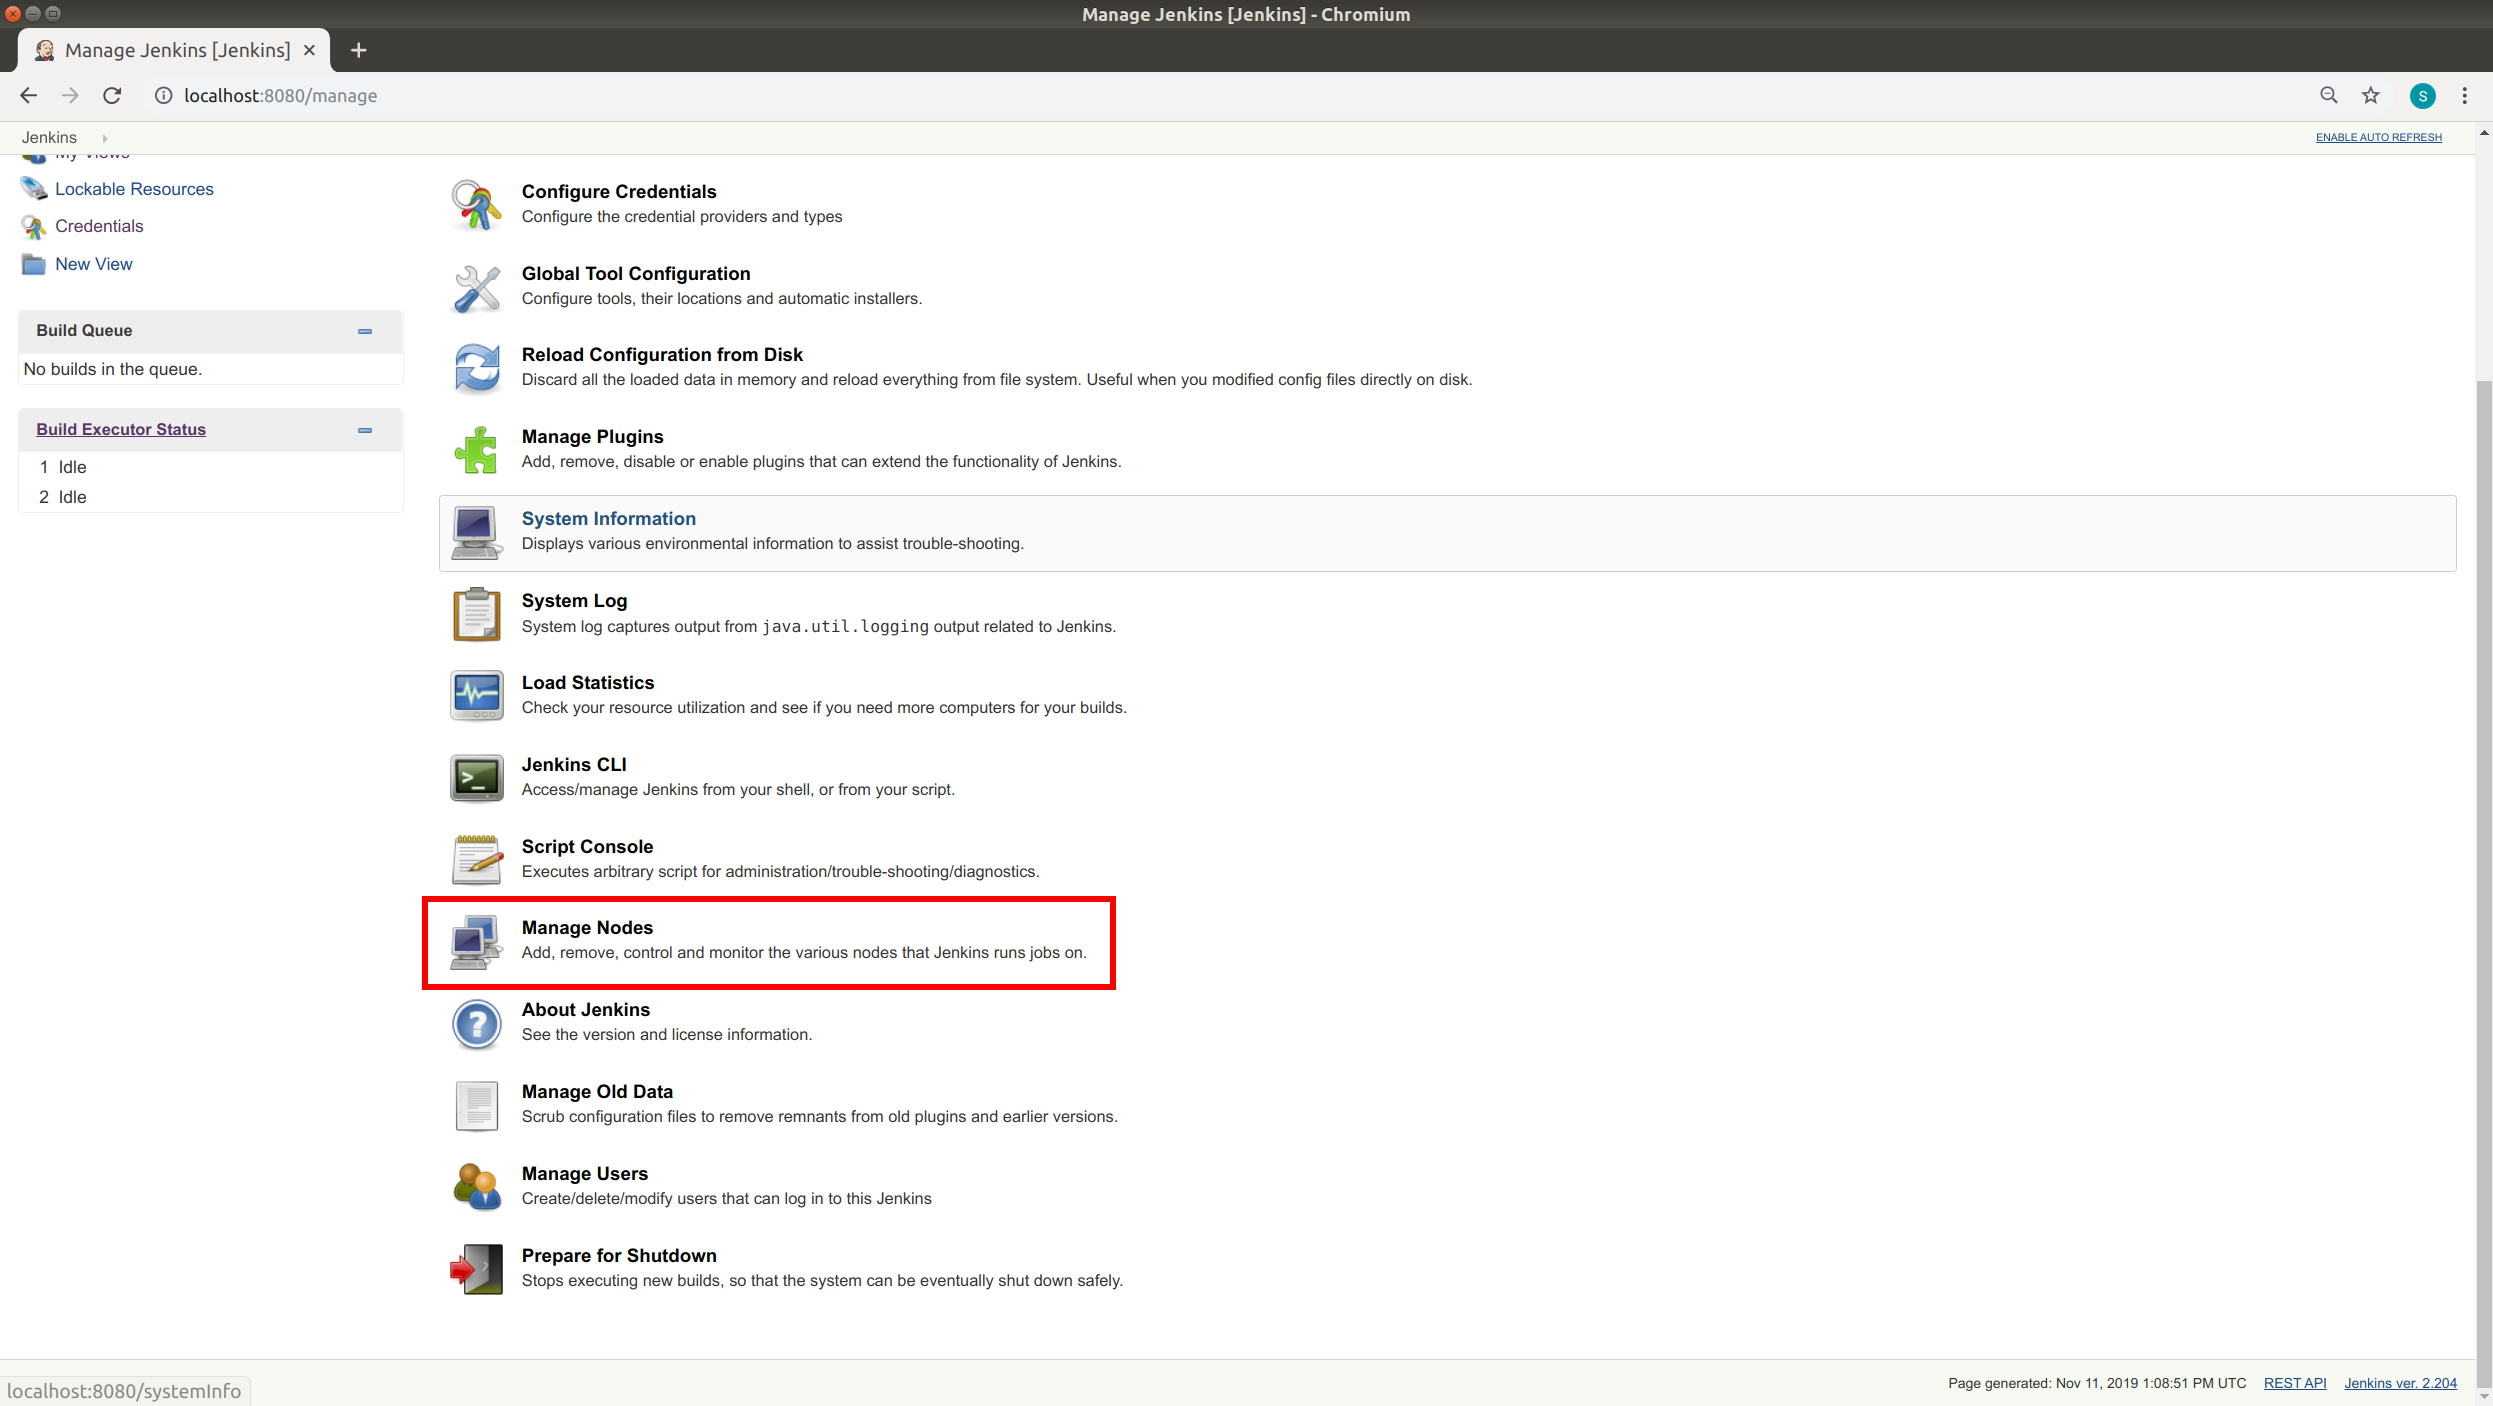 Manage Jenkins [Jenkins] - Chromium
Manage Jenkins [Jenkins]
localhost:8080/manage
S
Jenkins
ENABLE AUTO REFRESH
My Views
Lockable Resources
Credentials
New View
Build Queue
No builds in the queue.
Build Executor Status
1 Idle
2 Idle
Configure Credentials
Configure the credential providers and types
Global Tool Configuration
Configure tools, their locations and automatic installers.
Reload Configuration from Disk
Discard all the loaded data in memory and reload everything from file system. Useful when you modified config files directly on disk.
Manage Plugins
Add, remove, disable or enable plugins that can extend the functionality of Jenkins.
System Information
Displays various environmental information to assist trouble-shooting.
System Log
System log captures output from java.util.logging output related to Jenkins.
Load Statistics
Check your resource utilization and see if you need more computers for your builds.
Jenkins CLI
Access/manage Jenkins from your shell, or from your script.
Script Console
Executes arbitrary script for administration/trouble-shooting/diagnostics.
Manage Nodes
Add, remove, control and monitor the various nodes that Jenkins runs jobs on.
About Jenkins
See the version and license information.
Manage Old Data
Scrub configuration files to remove remnants from old plugins and earlier versions.
Manage Users
Create/delete/modify users that can log in to this Jenkins
Prepare for Shutdown
Stops executing new builds, so that the system can be eventually shut down safely.
localhost:8080/systemInfo
Page generated: Nov 11, 2019 1:08:51 PM UTC REST API Jenkins ver. 2.204